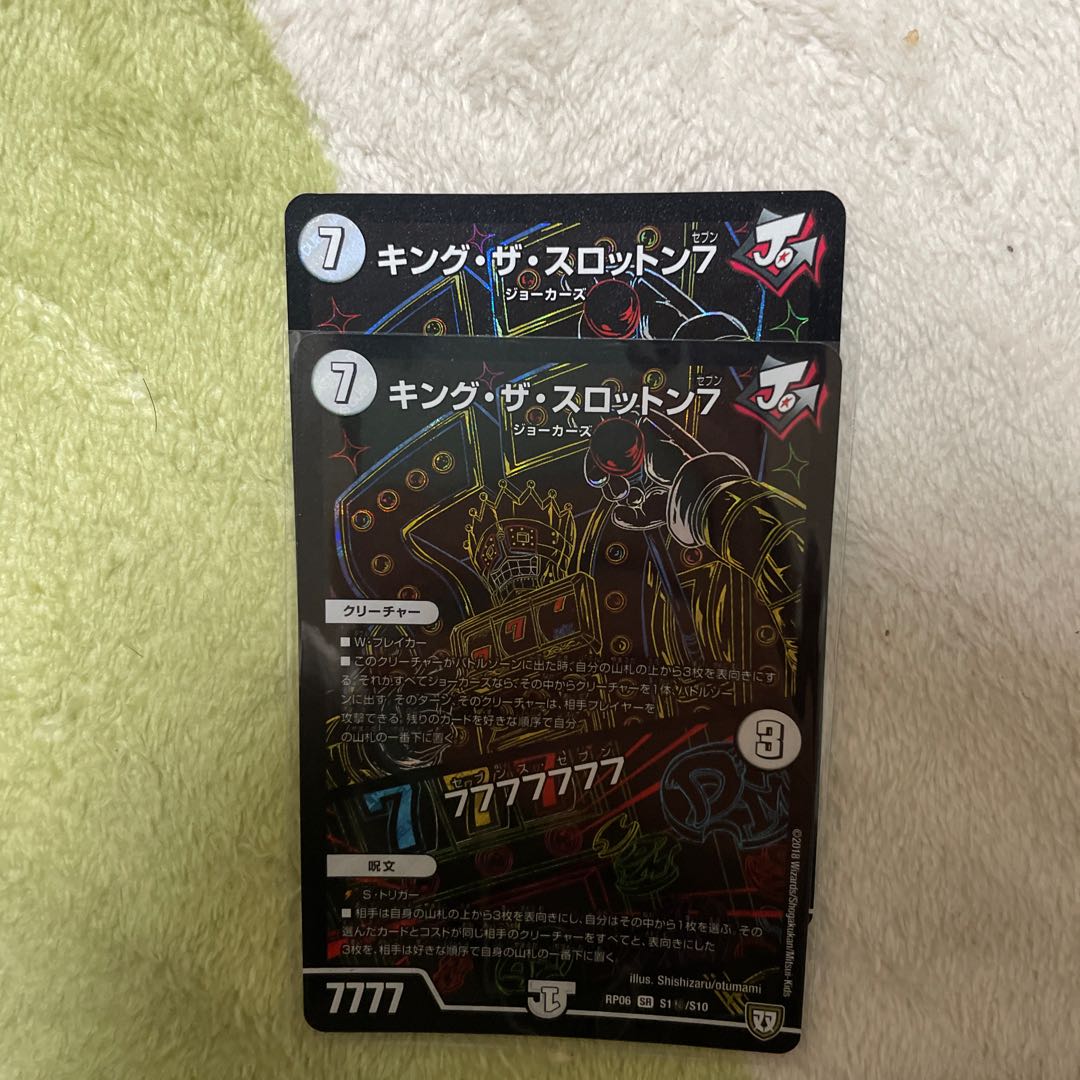 7
セブン
キング・ザ・スロットン7
ジョーカーズ
J
7
セブン
キング・ザ・スロットン7
ジョーカーズ
J
7
クリーチャー
■ W・ブレイカー
■ このクリーチャーがバトルゾーンに出た時、自分の山札の上から3枚を表向きにす
る。それがすべてジョーカーズなら、その中からクリーチャーを1体、バトルゾー
ンに出す。そのターン、そのクリーチャーは、相手プレイヤーを
攻撃できる。残りのカードを好きな順序で自分
の山札の一番下に置く。
3
セブンス・セブン
7777777
7 7 7
DM
呪文
S・トリガー
■ 相手は自身の山札の上から3枚を表向きにし、自分はその中から1枚を選ぶ。その
選んだカードとコストが同じ相手のクリーチャーをすべてと、表向きにした
3枚を、相手は好きな順序で自身の山札の一番下に置く。
©2018 Wizards/Shogakukan/Mitsui-Kids
illus. Shishizaru/otumami
7777
RP06 SR S1 /S10
双